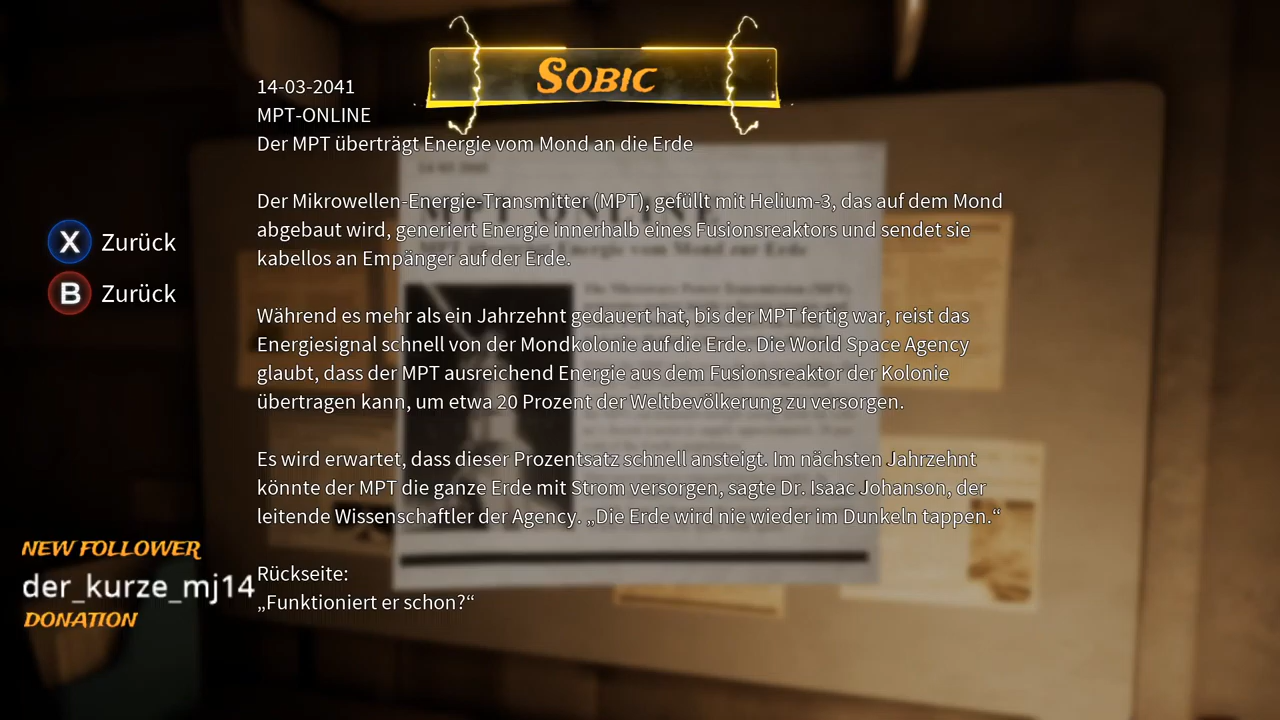 SOBIC
14-03-2041
MPT-ONLINE
Der MPT überträgt Energie vom Mond an die Erde
Der Mikrowellen-Energie-Transmitter (MPT), gefüllt mit Helium-3, das auf dem Mond
abgebaut wird, generiert Energie innerhalb eines Fusionsreaktors und sendet sie
kabellos an Empänger auf der Erde.
Während es mehr als ein Jahrzehnt gedauert hat, bis der MPT fertig war, reist das
Energiesignal schnell von der Mondkolonie auf die Erde. Die World Space Agency
glaubt, dass der MPT ausreichend Energie aus dem Fusionsreaktor der Kolonie
übertragen kann, um etwa 20 Prozent der Weltbevölkerung zu versorgen.
Es wird erwartet, dass dieser Prozentsatz schnell ansteigt. Im nächsten Jahrzehnt
könnte der MPT die ganze Erde mit Strom versorgen, sagte Dr. Isaac Johanson, der
leitende Wissenschaftler der Agency. „Die Erde wird nie wieder im Dunkeln tappen.“
Rückseite:
„Funktioniert er schon?“
X Zurück
B Zurück
NEW FOLLOWER
der_kurze_mj14
DONATION